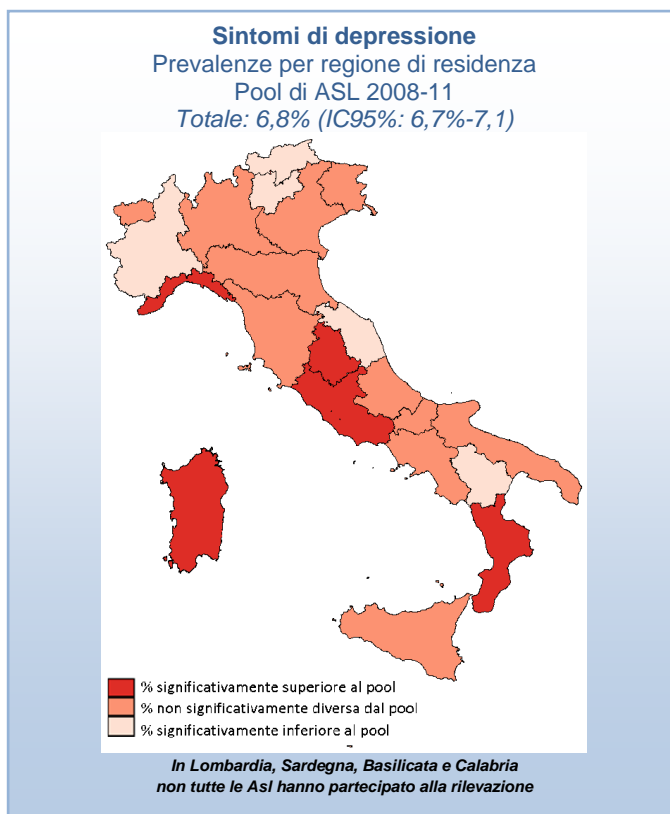 Sintomi di depressione
Prevalenze per regione di residenza
Pool di ASL 2008-11
Totale: 6,8% (IC95%: 6,7%-7,1)
% significativamente superiore al pool
% non significativamente diversa dal pool
% significativamente inferiore al pool
In Lombardia, Sardegna, Basilicata e Calabria
non tutte le Asl hanno partecipato alla rilevazione